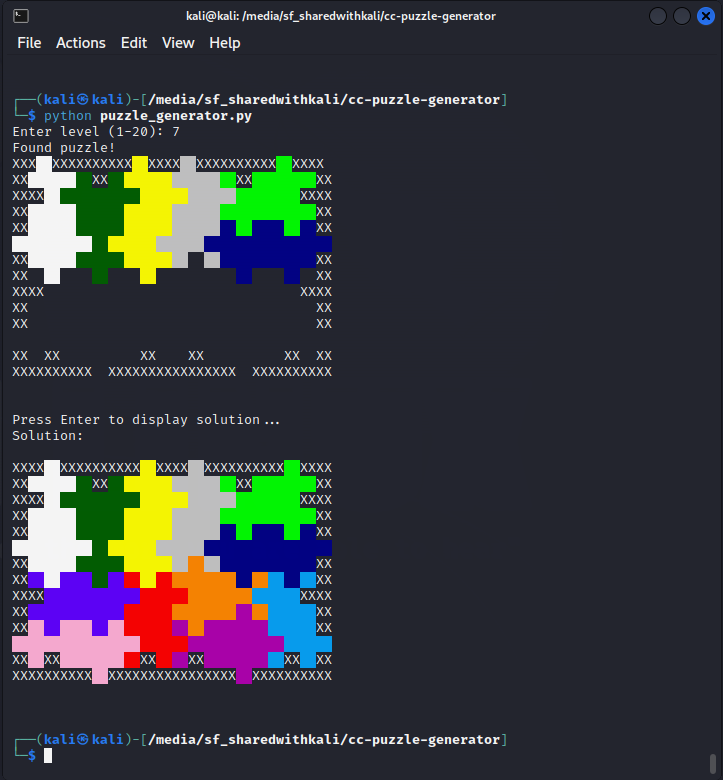 kali@kali: /media/sf_sharedwithkali/cc-puzzle-generator
File Actions Edit View Help
┌──(kali㉿kali)-[/media/sf_sharedwithkali/cc-puzzle-generator]
└─$ python puzzle_generator.py
Enter level (1-20): 7
Found puzzle!
XXX XXXXXXXXXX XXXX XXXXXXXXXX XXXX
XX XX XX XX
XXXX XXXX
XX XX
XX XX
XX XX
XX XX
XXXX XXXX
XX XX
XX XX
XX XX XX XX XX XX
XXXXXXXXXX XXXXXXXXXXXXXXXX XXXXXXXXXX
Press Enter to display solution...
Solution:
XXXX XXXXXXXXXX XXXX XXXXXXXXXX XXXX
XX XX XX XX
XXXX XXXX
XX XX
XX XX
XX XX
XX XX
XXXX XXXX
XX XX
XX XX
XX XX XX XX XX XX
XXXXXXXXXX XXXXXXXXXXXXXXXX XXXXXXXXXX
┌──(kali㉿kali)-[/media/sf_sharedwithkali/cc-puzzle-generator]
└─$